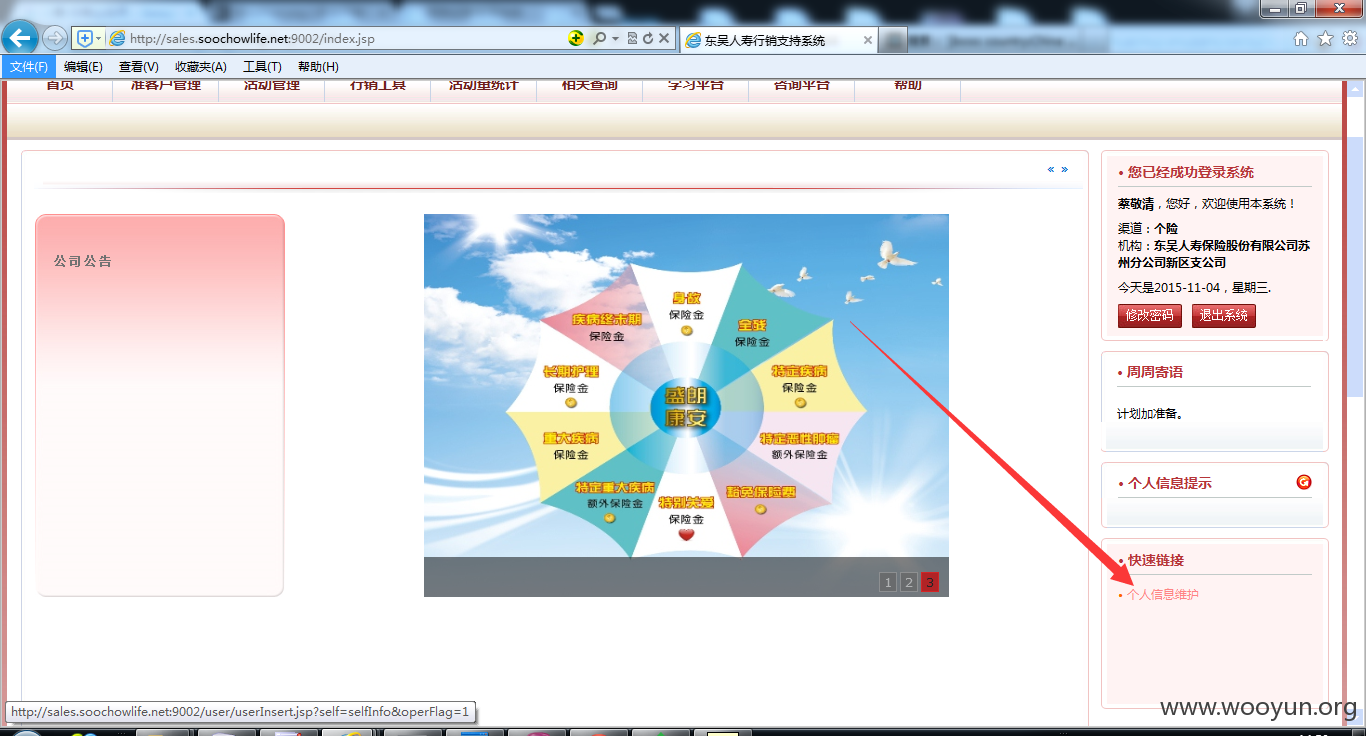 http://sales.soochowlife.net:9002/index.jsp
东吴人寿行销支持系统
文件(F) 编辑(E) 查看(V) 收藏夹(A) 工具(T) 帮助(H)
首页 准客户管理 活动管理 行销工具 活动量统计 相关查询 学习平台 咨询平台 帮助
« »
公司公告
身故
保险金
全残
保险金
特定疾病
保险金
特定恶性肿瘤
额外保险金
豁免保险费
特别关爱
保险金
特定重大疾病
额外保险金
重大疾病
保险金
长期护理
保险金
疾病终末期
保险金
盛朗
康安
1 2 3
• 您已经成功登录系统
蔡敬清，您好，欢迎使用本系统！
渠道：个险
机构：东吴人寿保险股份有限公司苏
州分公司新区支公司
今天是2015-11-04，星期三.
修改密码 退出系统
• 周周寄语
计划加准备。
• 个人信息提示
• 快速链接
• 个人信息维护
http://sales.soochowlife.net:9002/user/userInsert.jsp?self=selfInfo&operFlag=1
www.wooyun.org